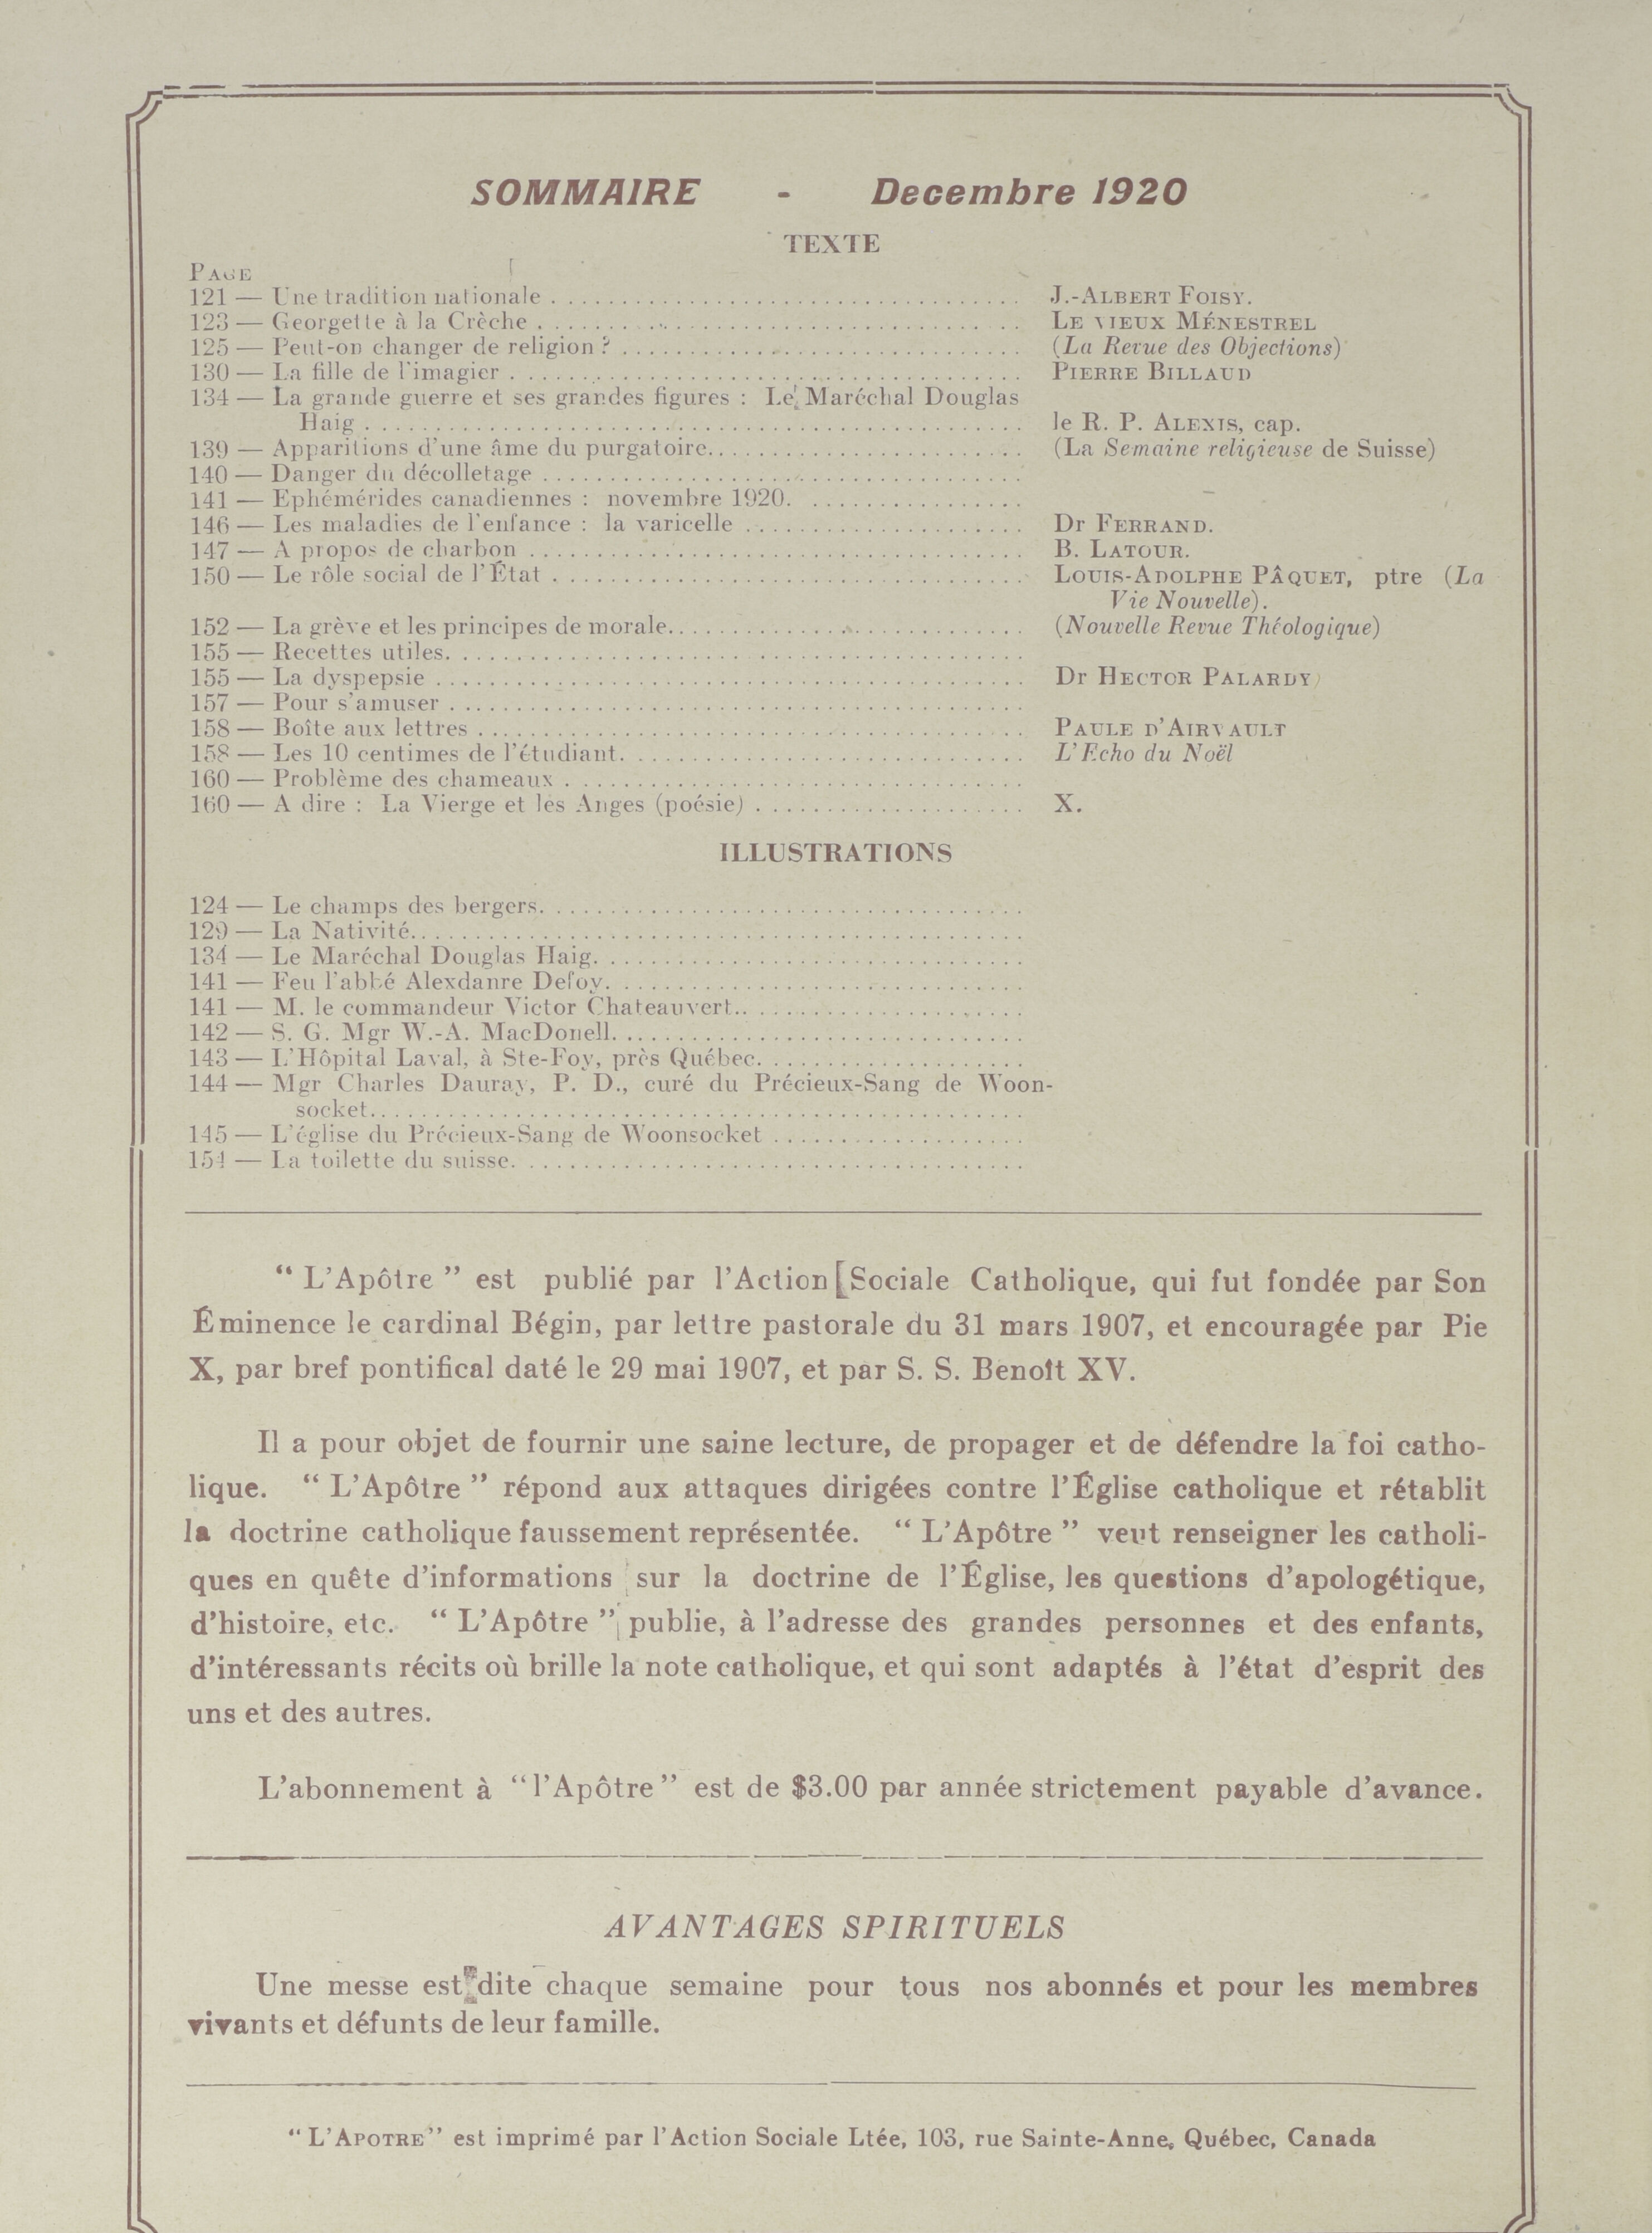 SOMMAIRE - Decembre 1920
TEXTE
PAGE
121 — Une tradition nationale . . . . . . . . . . J.-ALBERT FOISY.
123 — Georgette à la Crèche . . . . . . . . . . LE VIEUX MÉNESTREL
125 — Peut-on changer de religion ? . . . . . . . . . . (La Revue des Objections)
130 — La fille de l'imagier . . . . . . . . . . PIERRE BILLAUD
134 — La grande guerre et ses grandes figures : Le Maréchal Douglas
Haig . . . . . . . . . . le R. P. ALEXIS, cap.
139 — Apparitions d'une âme du purgatoire. . . . . . . . . . . (La Semaine religieuse de Suisse)
140 — Danger du décolletage . . . . . . . . . .
141 — Ephémérides canadiennes : novembre 1920. . . . . . . . . . .
146 — Les maladies de l'enfance : la varicelle . . . . . . . . . . Dr FERRAND.
147 — A propos de charbon . . . . . . . . . . B. LATOUR.
150 — Le rôle social de l'État . . . . . . . . . . LOUIS-ADOLPHE PÂQUET, ptre (La
Vie Nouvelle).
152 — La grève et les principes de morale. . . . . . . . . . . (Nouvelle Revue Théologique)
155 — Recettes utiles. . . . . . . . . . .
155 — La dyspepsie . . . . . . . . . . Dr HECTOR PALARDY
157 — Pour s'amuser . . . . . . . . . .
158 — Boîte aux lettres . . . . . . . . . . PAULE D'AIRVAULT
158 — Les 10 centimes de l'étudiant. . . . . . . . . . . L'Echo du Noël
160 — Problème des chameaux . . . . . . . . . .
160 — A dire : La Vierge et les Anges (poésie) . . . . . . . . . . X.
ILLUSTRATIONS
124 — Le champs des bergers. . . . . . . . . . .
129 — La Nativité. . . . . . . . . . .
134 — Le Maréchal Douglas Haig. . . . . . . . . . .
141 — Feu l'abbé Alexdanre Defoy. . . . . . . . . . .
141 — M. le commandeur Victor Chateauvert. . . . . . . . . . .
142 — S. G. Mgr W.-A. MacDonell. . . . . . . . . . .
143 — L'Hôpital Laval, à Ste-Foy, près Québec. . . . . . . . . . .
144 — Mgr Charles Dauray, P. D., curé du Précieux-Sang de Woon-
socket. . . . . . . . . . .
145 — L'église du Précieux-Sang de Woonsocket . . . . . . . . . .
154 — La toilette du suisse. . . . . . . . . . .
“ L'Apôtre ” est publié par l'Action Sociale Catholique, qui fut fondée par Son
Éminence le cardinal Bégin, par lettre pastorale du 31 mars 1907, et encouragée par Pie
X, par bref pontifical daté le 29 mai 1907, et par S. S. Benoît XV.
Il a pour objet de fournir une saine lecture, de propager et de défendre la foi catho-
lique. “ L'Apôtre ” répond aux attaques dirigées contre l'Église catholique et rétablit
la doctrine catholique faussement représentée. “ L'Apôtre ” veut renseigner les catholi-
ques en quête d'informations sur la doctrine de l'Église, les questions d'apologétique,
d'histoire, etc. “ L'Apôtre ” publie, à l'adresse des grandes personnes et des enfants,
d'intéressants récits où brille la note catholique, et qui sont adaptés à l'état d'esprit des
uns et des autres.
L'abonnement à “l'Apôtre” est de $3.00 par année strictement payable d'avance.
AVANTAGES SPIRITUELS
Une messe est dite chaque semaine pour tous nos abonnés et pour les membres
vivants et défunts de leur famille.
“ L'APOTRE” est imprimé par l'Action Sociale Ltée, 103, rue Sainte-Anne, Québec, Canada